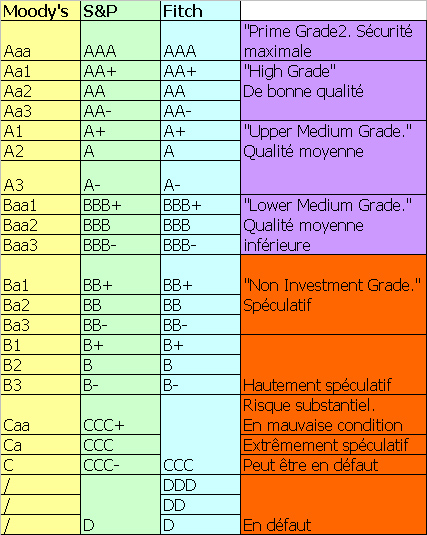 Moody's S&P Fitch
"Prime Grade2. Sécurité
Aaa AAA AAA maximale
Aa1 AA+ AA+ "High Grade"
Aa2 AA AA De bonne qualité
Aa3 AA- AA-
A1 A+ A+ "Upper Medium Grade."
A2 A A Qualité moyenne
A3 A- A-
Baa1 BBB+ BBB+ "Lower Medium Grade."
Baa2 BBB BBB Qualité moyenne
Baa3 BBB- BBB- inférieure
Ba1 BB+ BB+ "Non Investment Grade."
Ba2 BB BB Spéculatif
Ba3 BB- BB-
B1 B+ B+
B2 B B
B3 B- B- Hautement spéculatif
Risque substantiel.
Caa CCC+ En mauvaise condition
Ca CCC Extrêmement spéculatif
C CCC- CCC Peut être en défaut
/ DDD
/ DD
/ D D En défaut